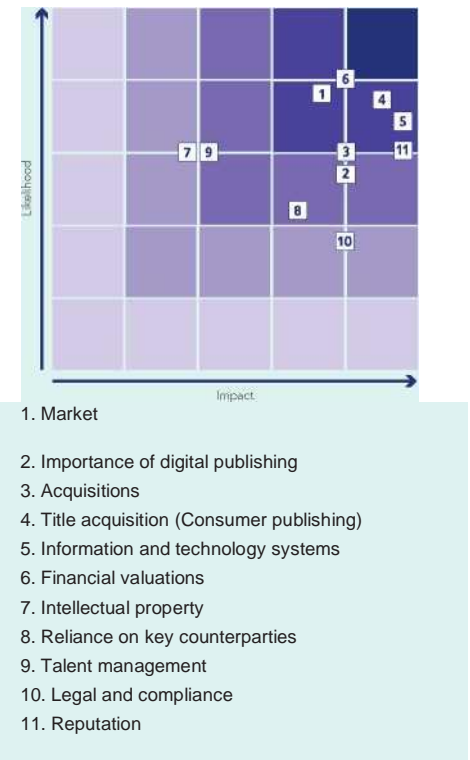 6
1
4
5
7
9
3
11
2
8
10
Likelihood
Impact
1. Market
2. Importance of digital publishing
3. Acquisitions
4. Title acquisition (Consumer publishing)
5. Information and technology systems
6. Financial valuations
7. Intellectual property
8. Reliance on key counterparties
9. Talent management
10. Legal and compliance
11. Reputation